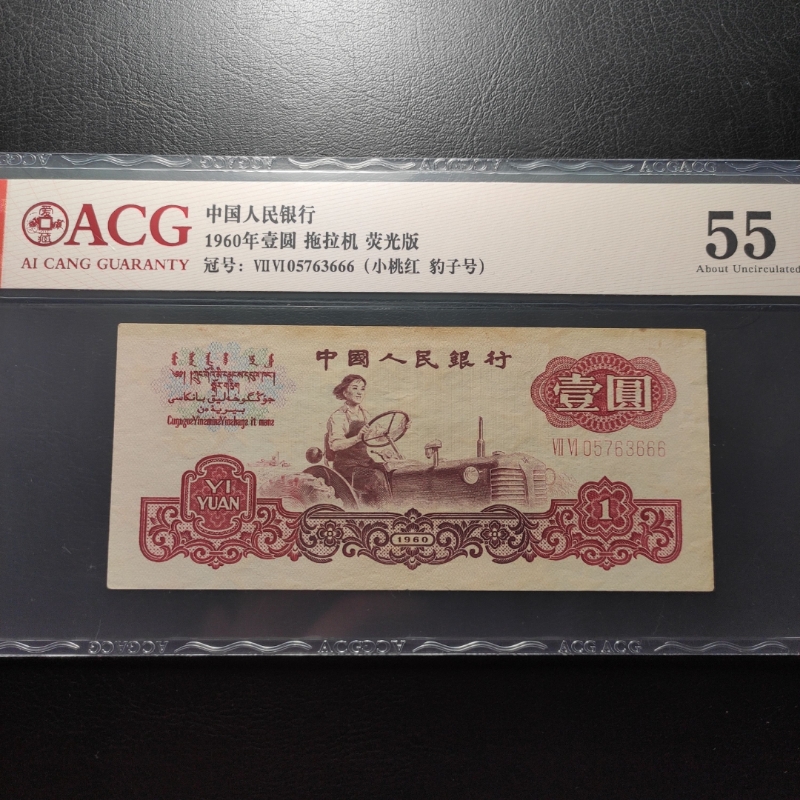 ACG
AI CANG GUARANTY
中国人民银行
1960年壹圆 拖拉机 荧光版
冠号：Ⅶ Ⅵ 05763666（小桃红 豹子号）
55
About Uncirculated
中國人民銀行
壹圓
Ⅶ Ⅵ 05763666
YI
YUAN
1960
1
ACGACG